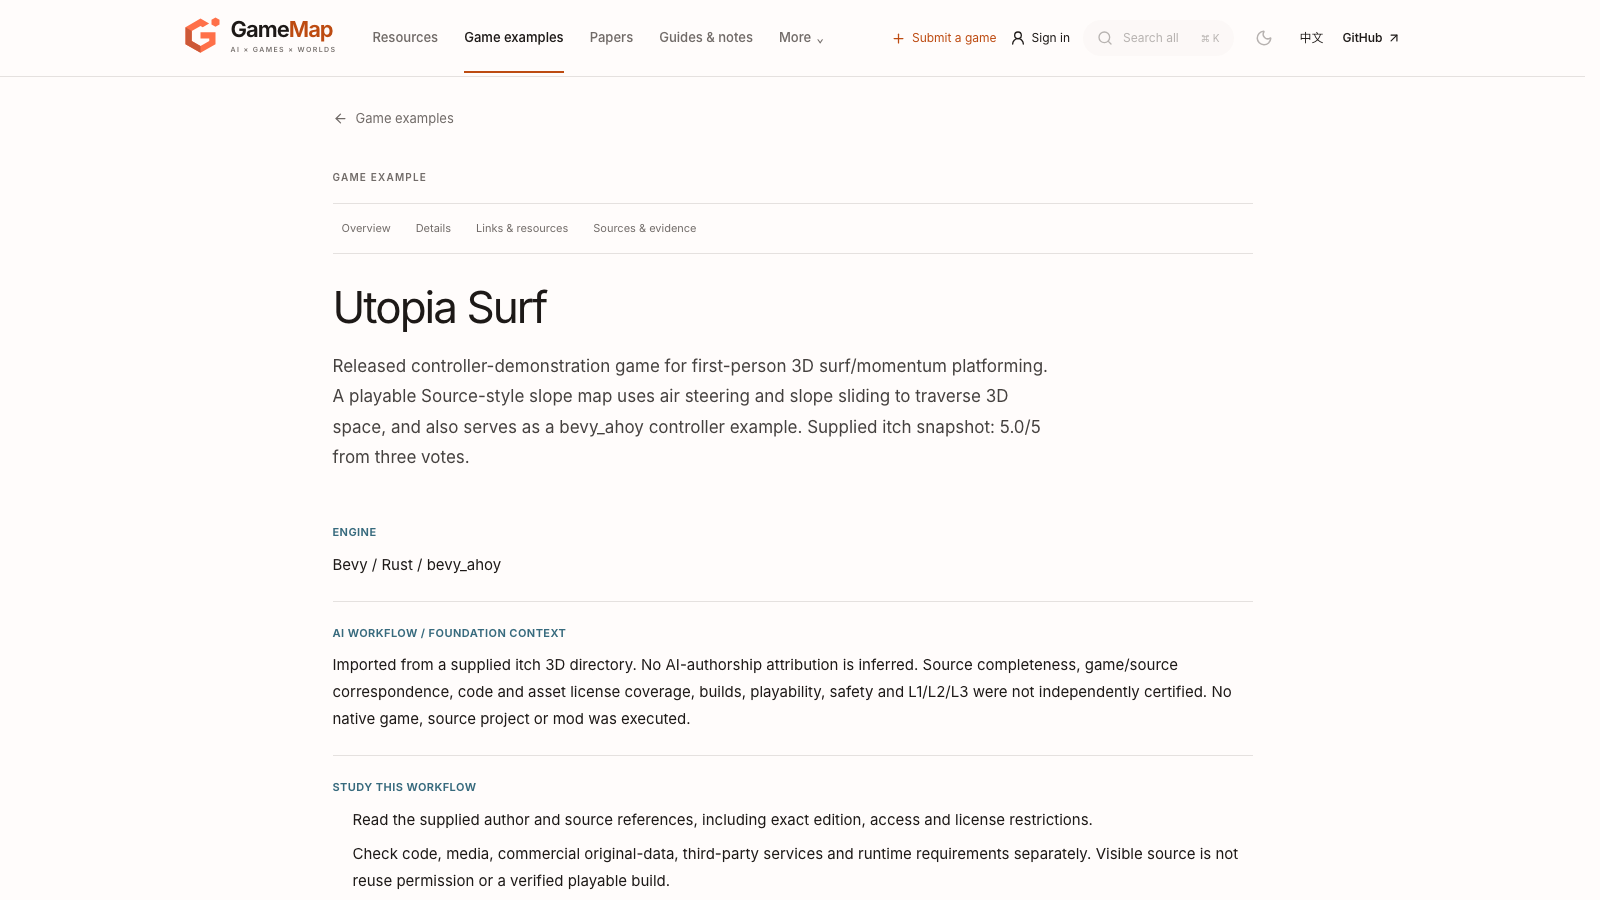 GameMap
AI × GAMES × WORLDS
Resources
Game examples
Papers
Guides & notes
More
Submit a game
Sign in
Search all
⌘ K
中文
GitHub
Game examples
GAME EXAMPLE
Overview
Details
Links & resources
Sources & evidence
Utopia Surf
Released controller-demonstration game for first-person 3D surf/momentum platforming.
A playable Source-style slope map uses air steering and slope sliding to traverse 3D
space, and also serves as a bevy_ahoy controller example. Supplied itch snapshot: 5.0/5
from three votes.
ENGINE
Bevy / Rust / bevy_ahoy
AI WORKFLOW / FOUNDATION CONTEXT
Imported from a supplied itch 3D directory. No AI-authorship attribution is inferred. Source completeness, game/source
correspondence, code and asset license coverage, builds, playability, safety and L1/L2/L3 were not independently certified. No
native game, source project or mod was executed.
STUDY THIS WORKFLOW
Read the supplied author and source references, including exact edition, access and license restrictions.
Check code, media, commercial original-data, third-party services and runtime requirements separately. Visible source is not
reuse permission or a verified playable build.